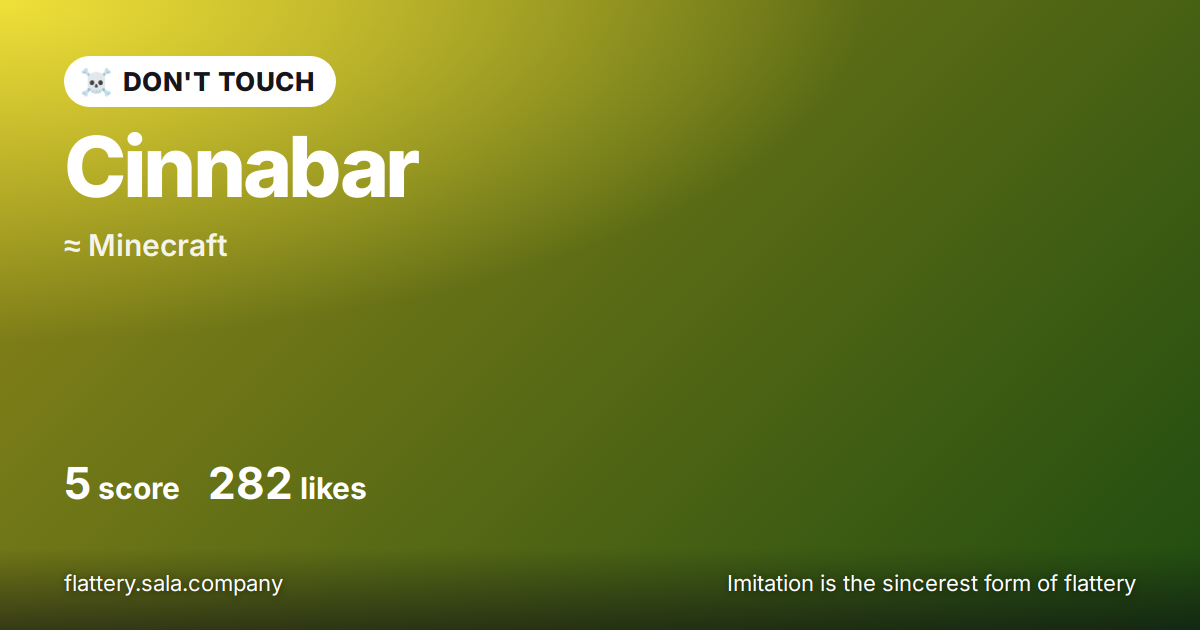 ☠️ DON'T TOUCH
Cinnabar
≈ Minecraft
5 score 282 likes
flattery.sala.company
Imitation is the sincerest form of flattery